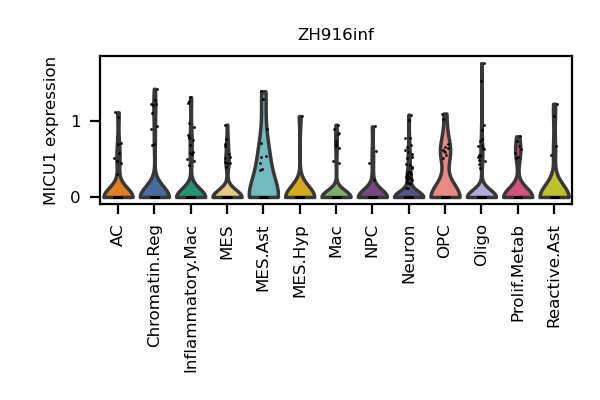 ZH916inf
MICU1 expression
1
0
AC
Chromatin.Reg
Inflammatory.Mac
MES
MES.Ast
MES.Hyp
Mac
NPC
Neuron
OPC
Oligo
Prolif.Metab
Reactive.Ast